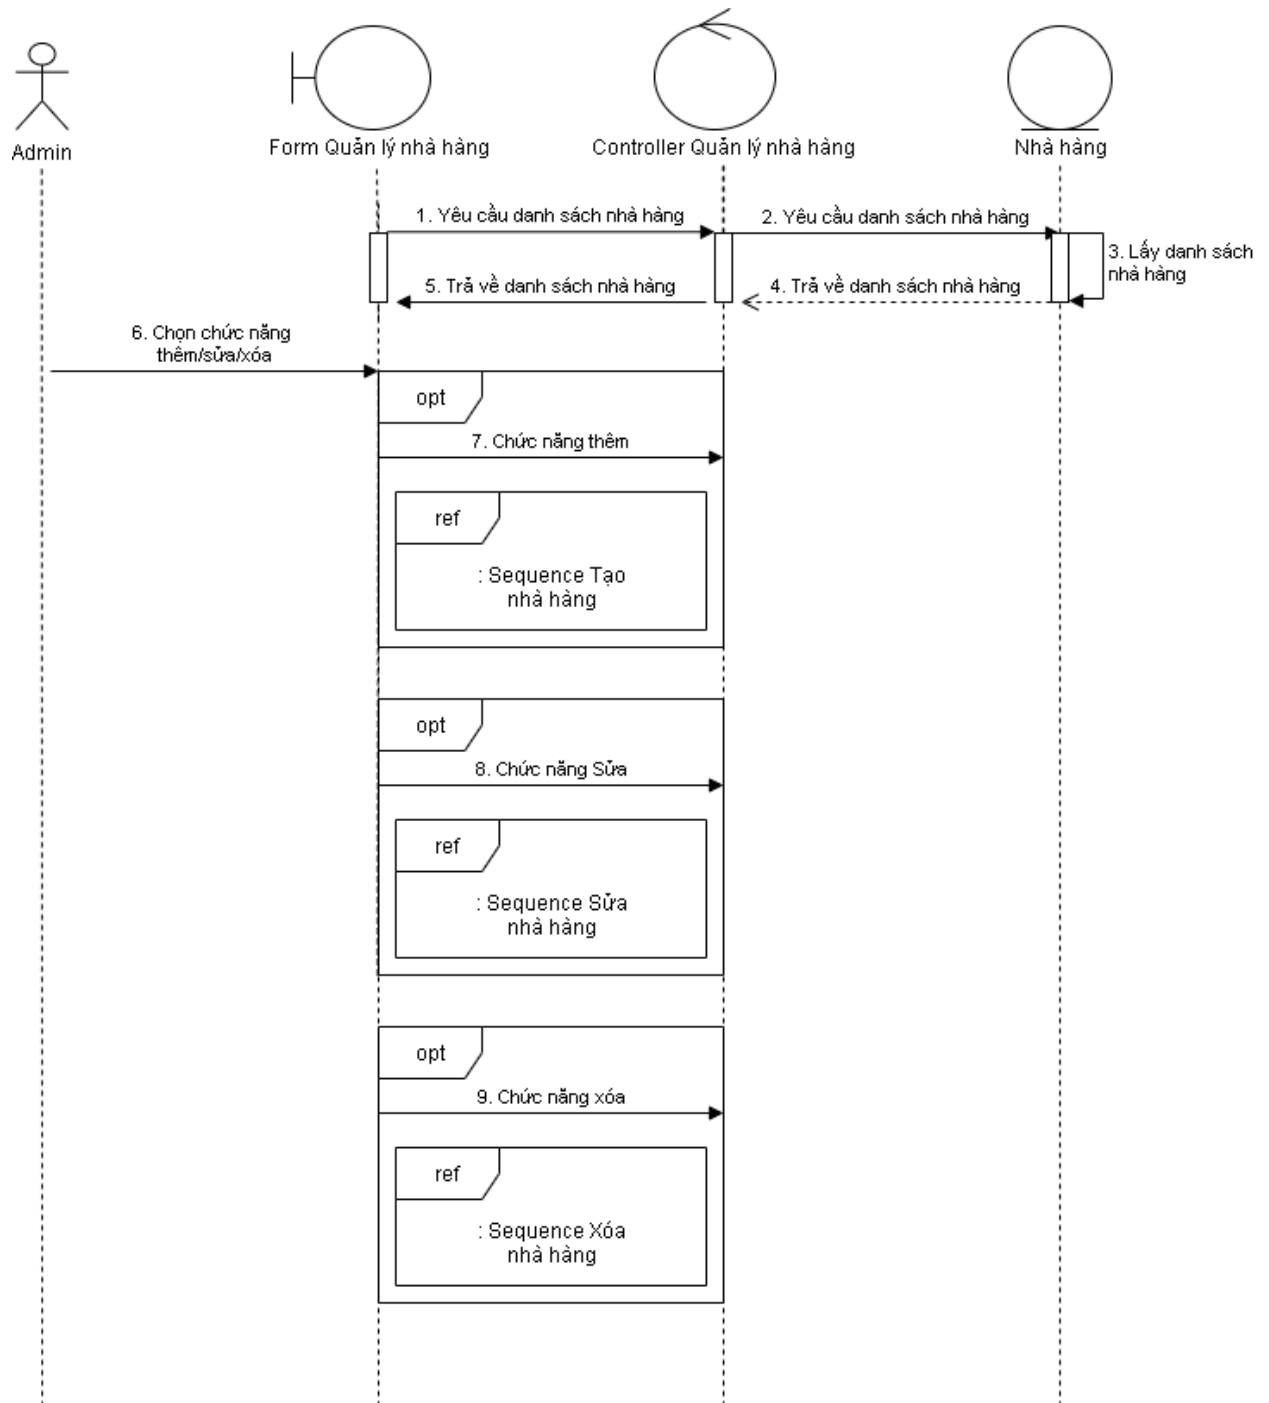 Admin
Form Quản lý nhà hàng
Controller Quản lý nhà hàng
Nhà hàng
1. Yêu cầu danh sách nhà hàng
2. Yêu cầu danh sách nhà hàng
3. Lấy danh sách
nhà hàng
5. Trả về danh sách nhà hàng
4. Trả về danh sách nhà hàng
6. Chọn chức năng
thêm/sửa/xóa
opt
7. Chức năng thêm
ref
: Sequence Tạo
nhà hàng
opt
8. Chức năng Sửa
ref
: Sequence Sửa
nhà hàng
opt
9. Chức năng xóa
ref
: Sequence Xóa
nhà hàng